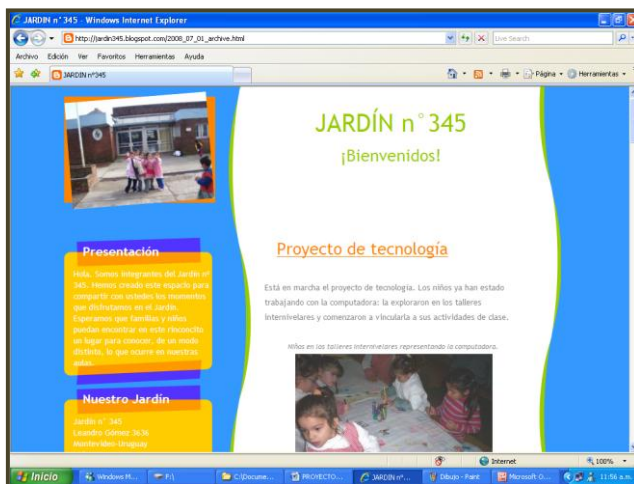 JARDIN n° 345 - Windows Internet Explorer
http://jardin345.blogspot.com/2008_07_01_archive.html
Live Search
Archivo Edición Ver Favoritos Herramientas Ayuda
JARDIN n°345
Página Herramientas
JARDÍN n°345
¡Bienvenidos!
Presentación
Hola. Somos integrantes del Jardín nº
345. Hemos creado este espacio para
compartir con ustedes los momentos
que disfrutamos en el Jardín.
Esperamos que familias y niños
puedan encontrar en este rinconcito
un lugar para conocer, de un modo
distinto, lo que ocurre en nuestras
aulas.
Nuestro Jardín
Jardín n° 345
Leandro Gómez 3634
Montevideo-Uruguay
Proyecto de tecnología
Está en marcha el proyecto de tecnología. Los niños ya han estado
trabajando con la computadora: la exploraron en los talleres
internivelares y comenzaron a vincularla a sus actividades de clase.
Niños en los talleres internivelares representando la computadora.
Internet
100%
Inicio
Windows M...
F:\
C:\Docume...
PROYECTO...
JARDIN n°...
Dibujo - Paint
Microsoft O...
11:56 a.m.